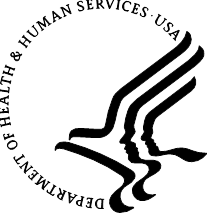 DEPARTMENT OF HEALTH & HUMAN SERVICES · USA